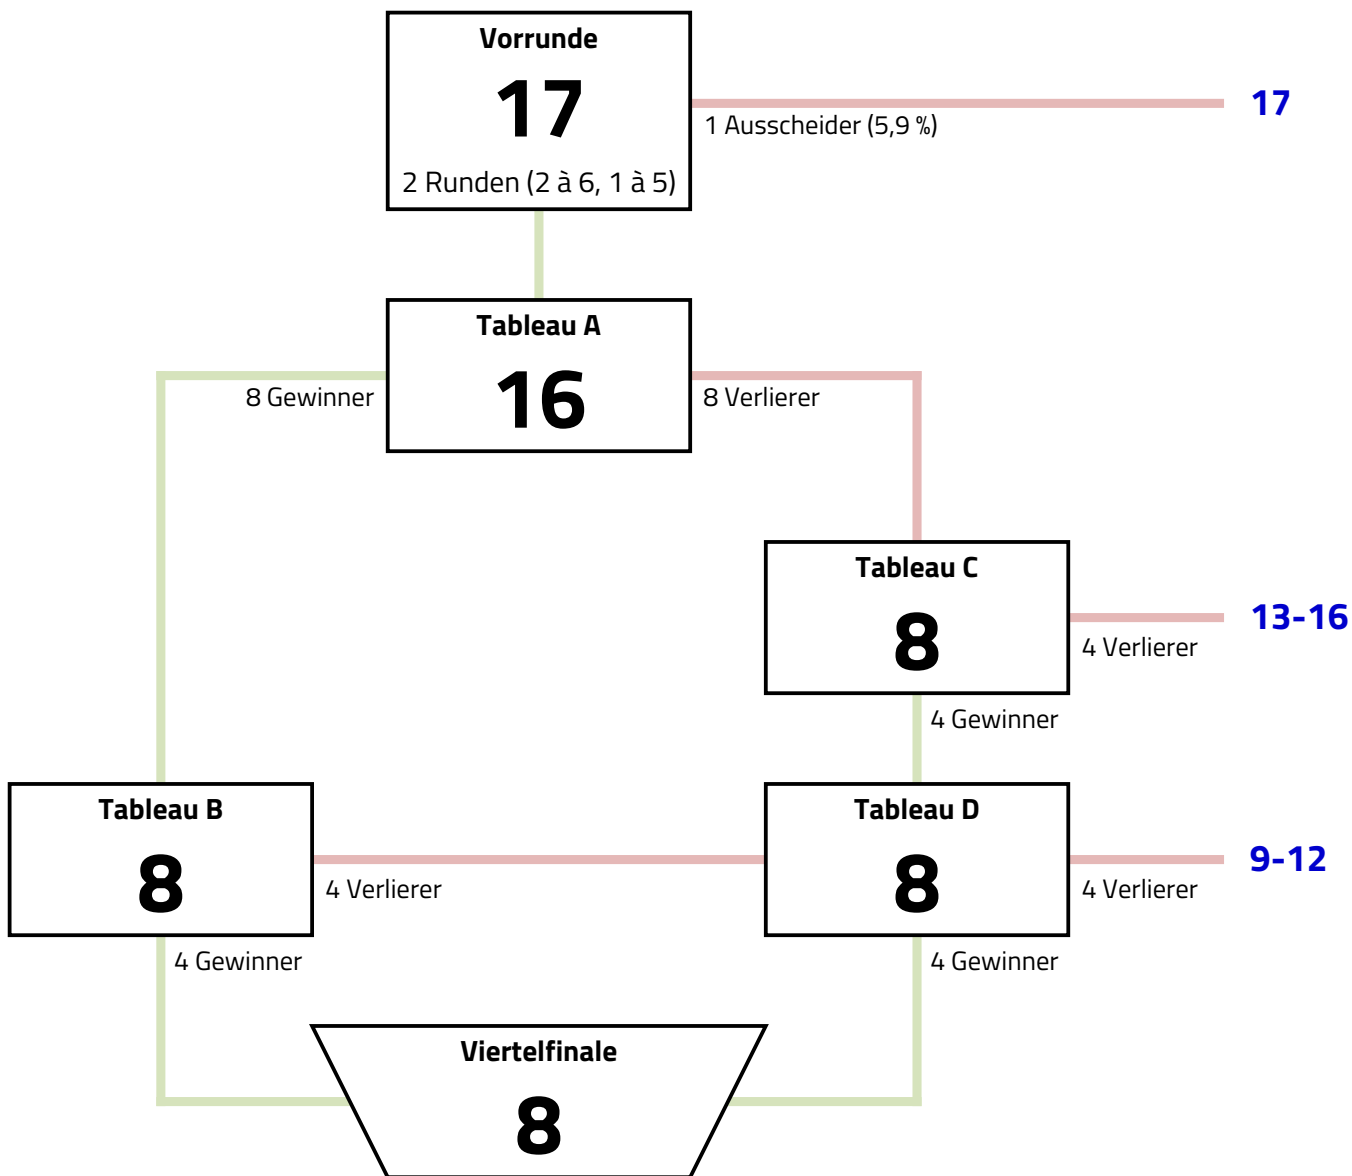 Vorrunde
17
2 Runden (2 à 6, 1 à 5)
1 Ausscheider (5,9 %)
17
Tableau A
16
8 Gewinner
8 Verlierer
Tableau C
8
4 Verlierer
13-16
4 Gewinner
Tableau B
8
4 Verlierer
4 Gewinner
Tableau D
8
4 Verlierer
9-12
4 Gewinner
Viertelfinale
8